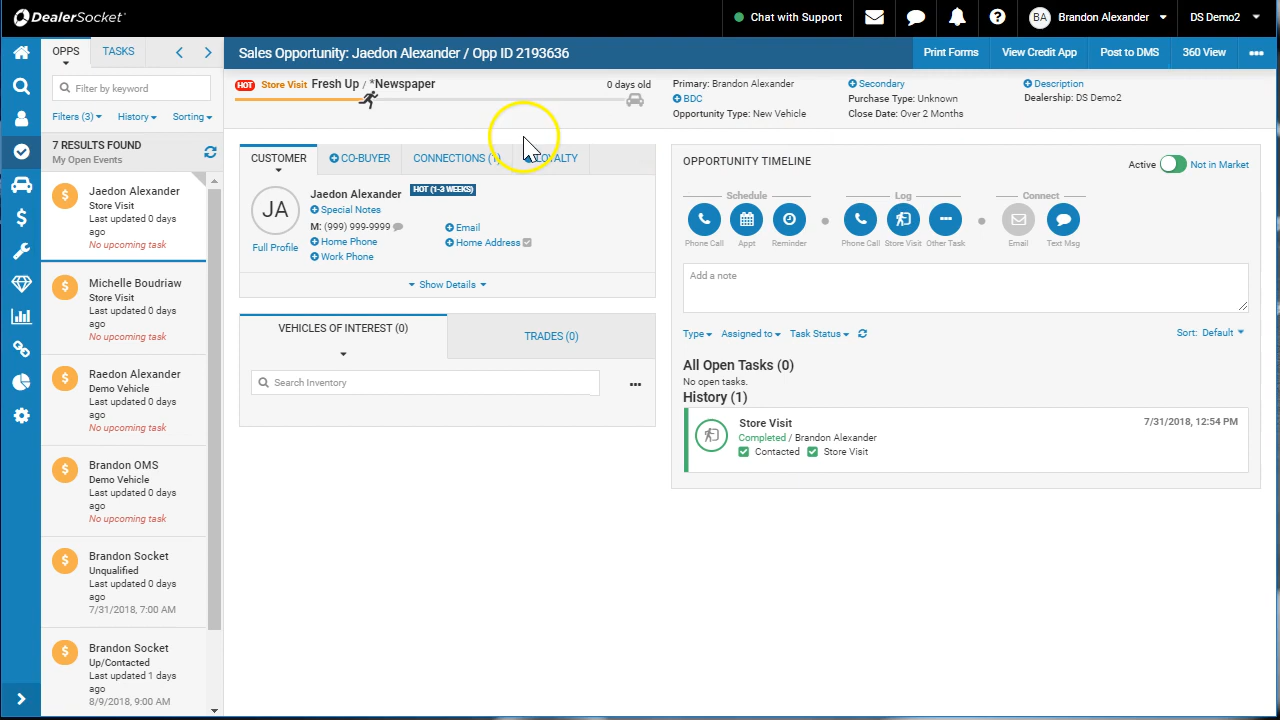 DealerSocket
Chat with Support
BA Brandon Alexander
DS Demo2
OPPS
TASKS
Sales Opportunity: Jaedon Alexander / Opp ID 2193636
Print Forms
View Credit App
Post to DMS
360 View
Filter by keyword
Filters (3)
History
Sorting
7 RESULTS FOUND
My Open Events
Jaedon Alexander
Store Visit
Last updated 0 days
ago
No upcoming task
Michelle Boudriaw
Store Visit
Last updated 0 days
ago
No upcoming task
Raedon Alexander
Demo Vehicle
Last updated 0 days
ago
No upcoming task
Brandon OMS
Demo Vehicle
Last updated 0 days
ago
No upcoming task
Brandon Socket
Unqualified
Last updated 0 days
ago
7/31/2018, 7:00 AM
Brandon Socket
Up/Contacted
Last updated 1 days
ago
8/9/2018, 9:00 AM
HOT Store Visit Fresh Up / *Newspaper
0 days old
Primary: Brandon Alexander
BDC
Opportunity Type: New Vehicle
Secondary
Purchase Type: Unknown
Close Date: Over 2 Months
Description
Dealership: DS Demo2
CUSTOMER
CO-BUYER
CONNECTIONS (1)
LOYALTY
JA
Full Profile
Jaedon Alexander
HOT (1-3 WEEKS)
Special Notes
M: (999) 999-9999
Home Phone
Work Phone
Email
Home Address
Show Details
VEHICLES OF INTEREST (0)
TRADES (0)
Search Inventory
OPPORTUNITY TIMELINE
Active
Not in Market
Schedule
Log
Connect
Phone Call
Appt
Reminder
Phone Call
Store Visit
Other Task
Email
Text Msg
Add a note
Type
Assigned to
Task Status
Sort: Default
All Open Tasks (0)
No open tasks.
History (1)
Store Visit
7/31/2018, 12:54 PM
Completed / Brandon Alexander
Contacted
Store Visit